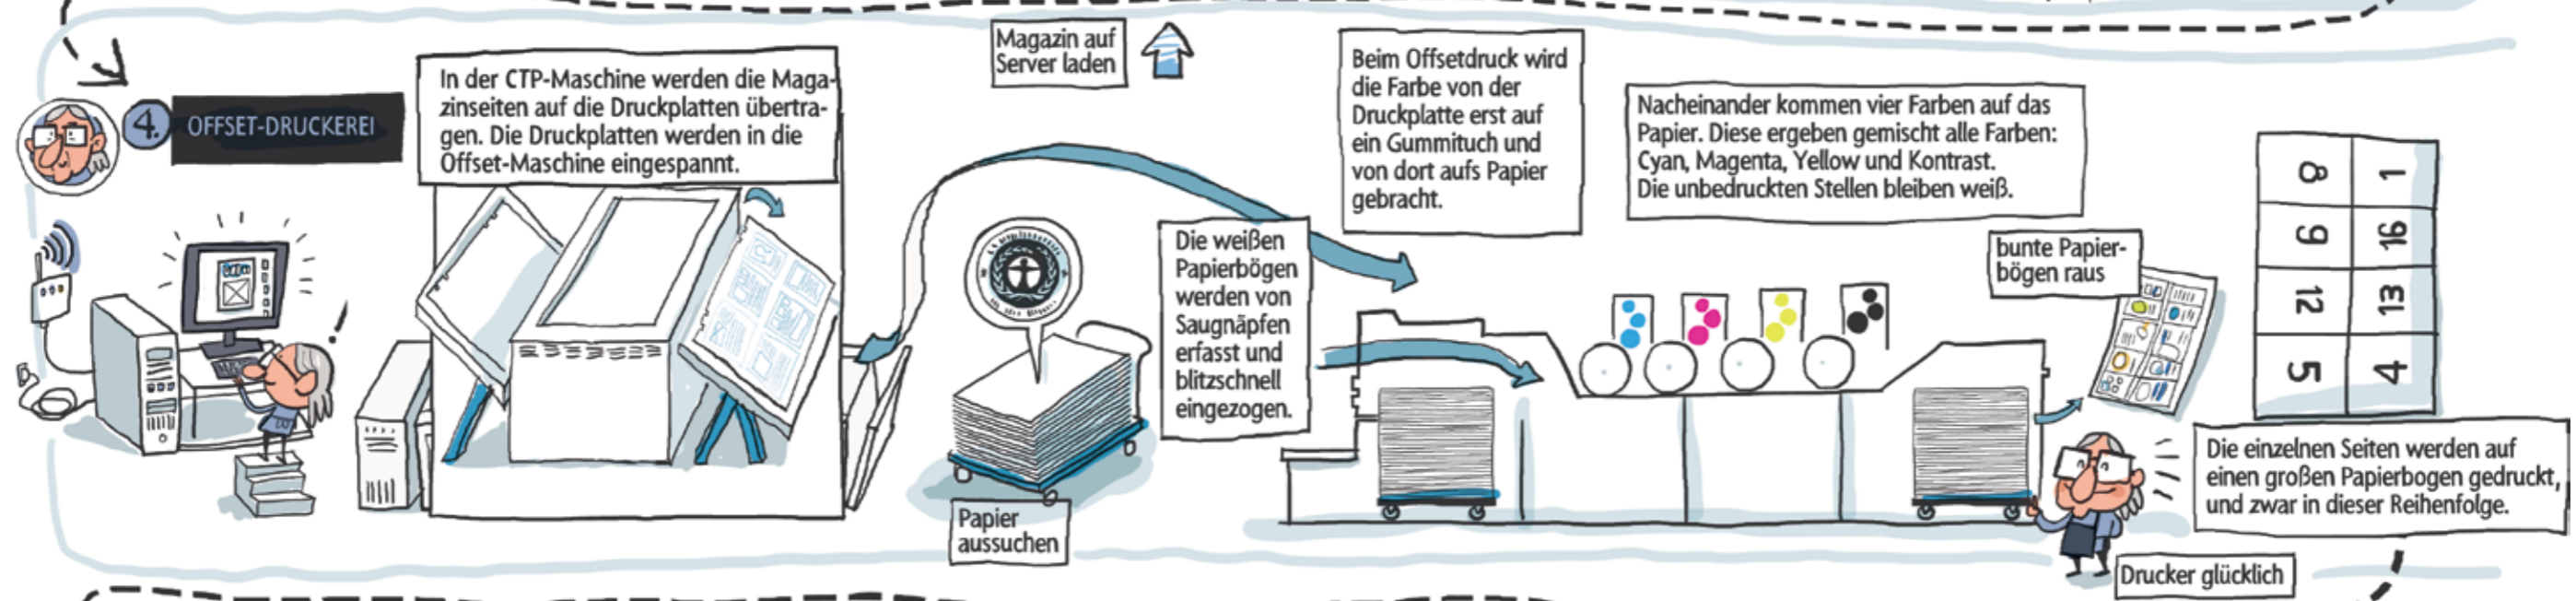 4.
OFFSET-DRUCKEREI
In der CTP-Maschine werden die Maga-
zinseiten auf die Druckplatten übertra-
gen. Die Druckplatten werden in die
Offset-Maschine eingespannt.
Magazin auf
Server laden
Papier
aussuchen
Die weißen
Papierbögen
werden von
Saugnäpfen
erfasst und
blitzschnell
eingezogen.
Beim Offsetdruck wird
die Farbe von der
Druckplatte erst auf
ein Gummituch und
von dort aufs Papier
gebracht.
Nacheinander kommen vier Farben auf das
Papier. Diese ergeben gemischt alle Farben:
Cyan, Magenta, Yellow und Kontrast.
Die unbedruckten Stellen bleiben weiß.
bunte Papier-
bögen raus
8 1
9 16
12 13
5 4
Die einzelnen Seiten werden auf
einen großen Papierbogen gedruckt,
und zwar in dieser Reihenfolge.
Drucker glücklich